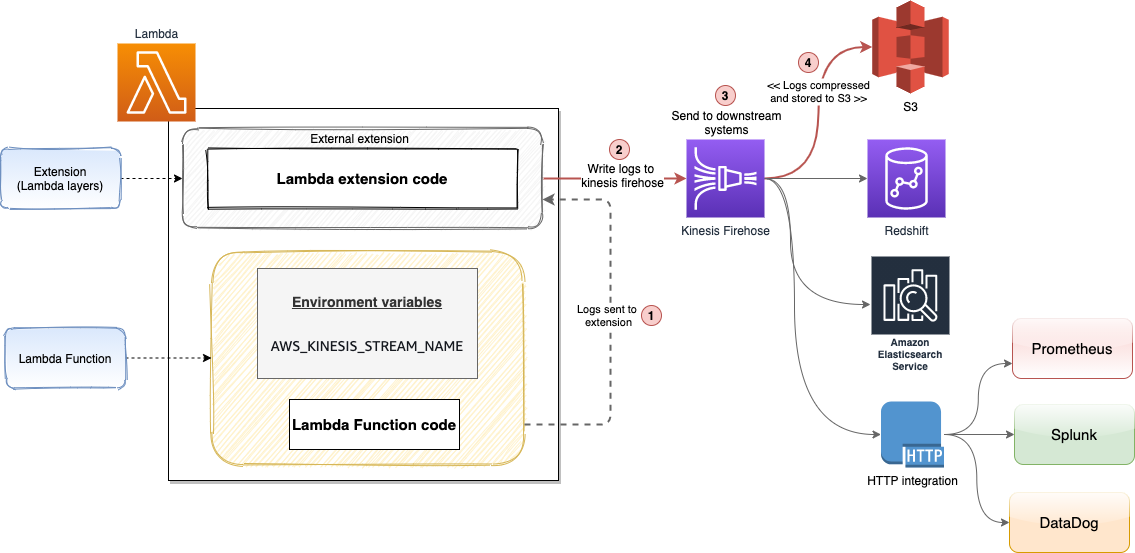 Lambda
External extension
Lambda extension code
Extension
(Lambda layers)
Environment variables
AWS_KINESIS_STREAM_NAME
Lambda Function code
Lambda Function
1
Logs sent to
extension
2
Write logs to
kinesis firehose
3
Send to downstream
systems
Kinesis Firehose
4
<< Logs compressed
and stored to S3 >>
S3
Redshift
Amazon
Elasticsearch
Service
HTTP
HTTP integration
Prometheus
Splunk
DataDog